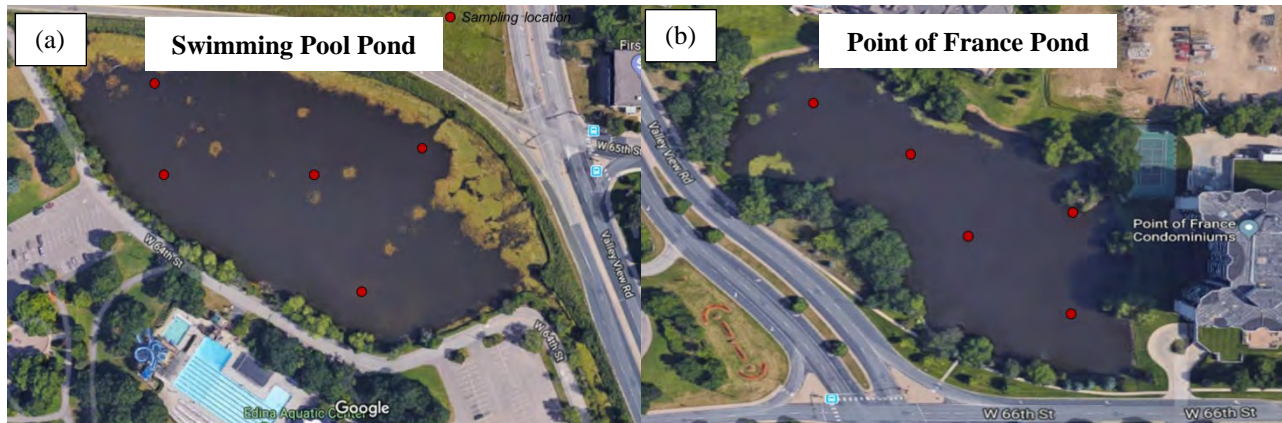 (a)
Swimming Pool Pond
Sampling location
First
W 65th St
Valley View Rd
W 64th St
W 64th St
Edina Aquatic Center
Google
(b)
Point of France Pond
Valley View Rd
Point of France
Condominiums
W 66th St
W 66th St